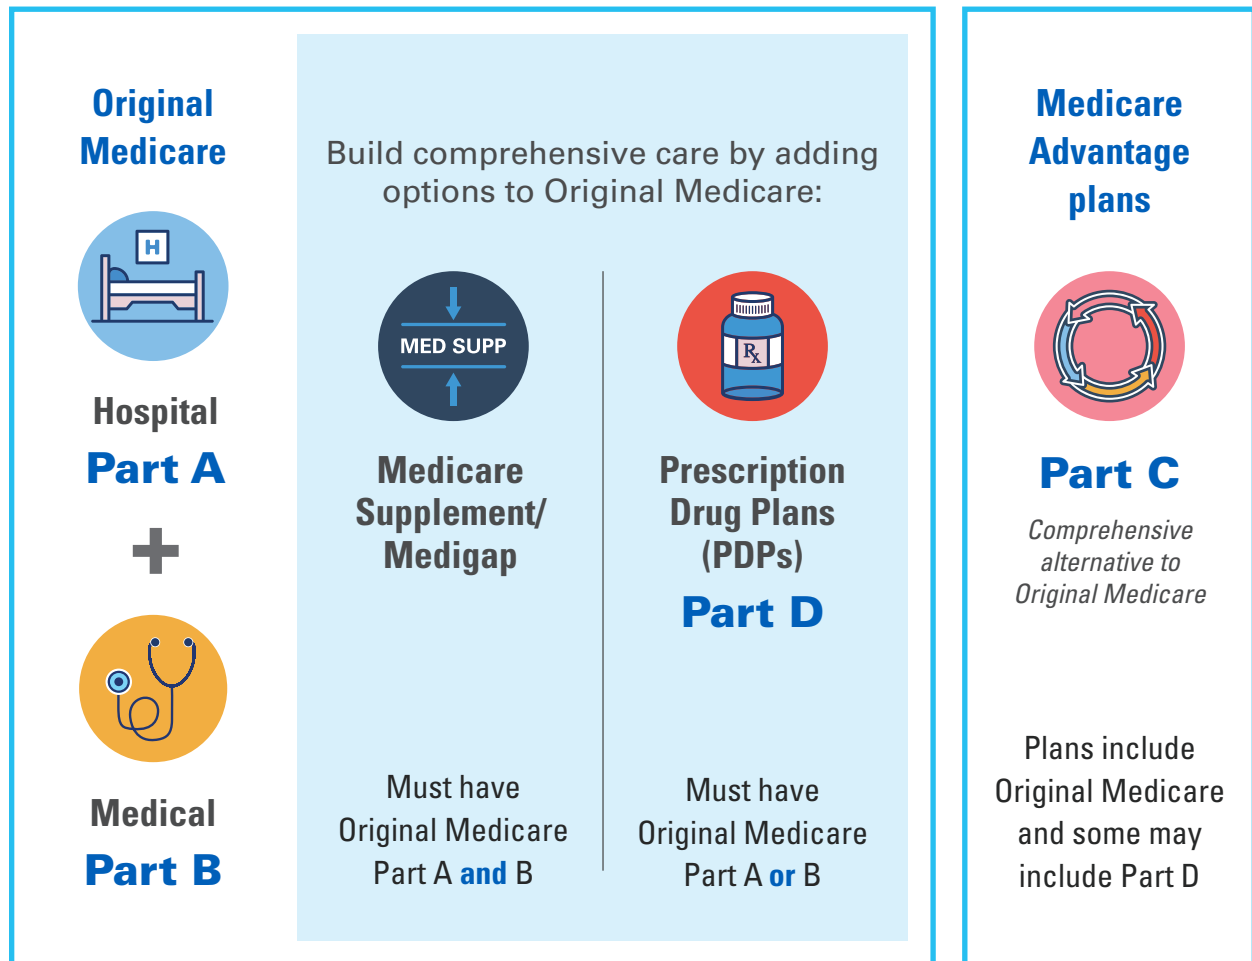 Original
Medicare
H
Hospital
Part A
+
Medical
Part B
Build comprehensive care by adding
options to Original Medicare:
MED SUPP
Medicare
Supplement/
Medigap
Must have
Original Medicare
Part A and B
Rx
Prescription
Drug Plans
(PDPs)
Part D
Must have
Original Medicare
Part A or B
Medicare
Advantage
plans
Part C
Comprehensive
alternative to
Original Medicare
Plans include
Original Medicare
and some may
include Part D